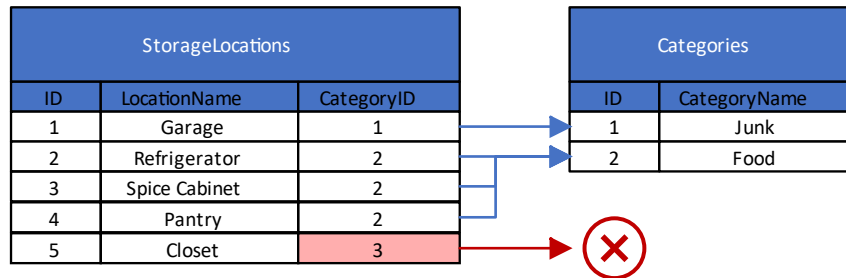 StorageLocations Categories
ID LocationName CategoryID ID CategoryName
1 Garage 1 1 Junk
2 Refrigerator 2 2 Food
3 Spice Cabinet 2
4 Pantry 2
5 Closet 3